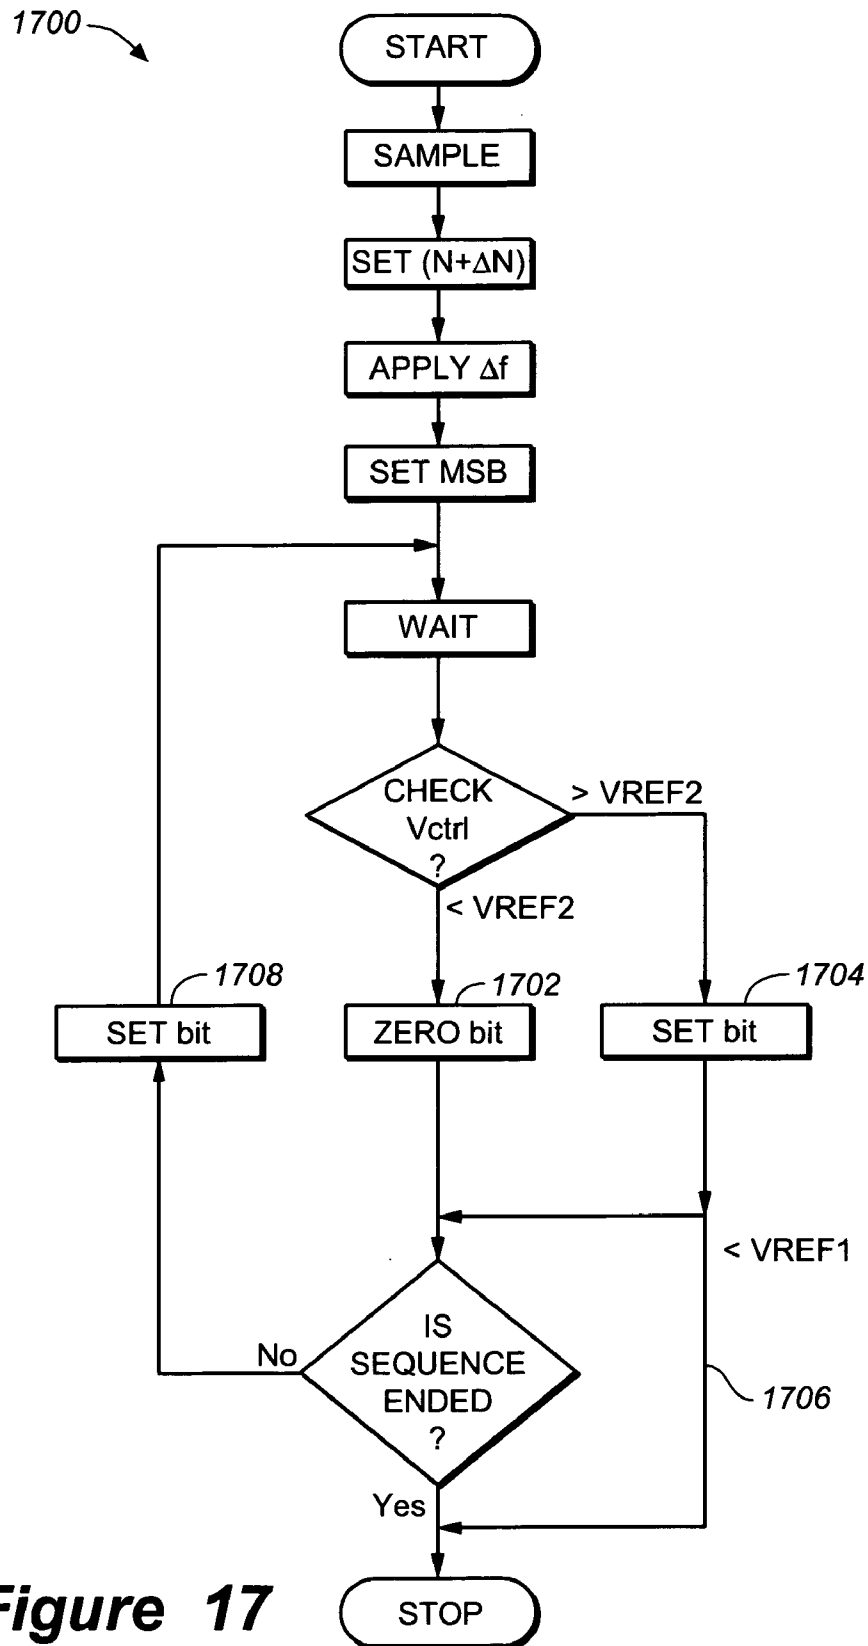 1700
START
SAMPLE
SET (N+ΔN)
APPLY Δf
SET MSB
WAIT
CHECK
Vctrl
?
> VREF2
< VREF2
1708
1702
1704
SET bit
ZERO bit
SET bit
< VREF1
IS
SEQUENCE
ENDED
?
No
1706
Yes
STOP
Figure 17